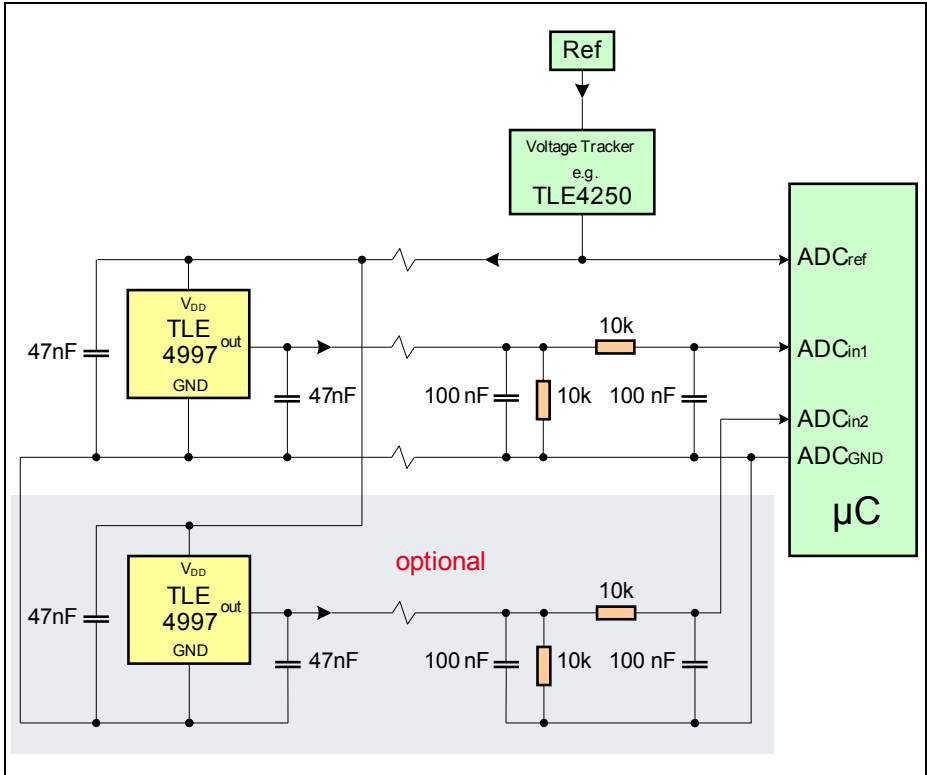 Ref
Voltage Tracker
e.g.
TLE4250
ADCref
VDD
TLE
4997
out
GND
47nF
47nF
100 nF
10k
10k
100 nF
ADCin1
ADCin2
ADCGND
µC
optional
VDD
TLE
4997
out
GND
47nF
47nF
100 nF
10k
10k
100 nF